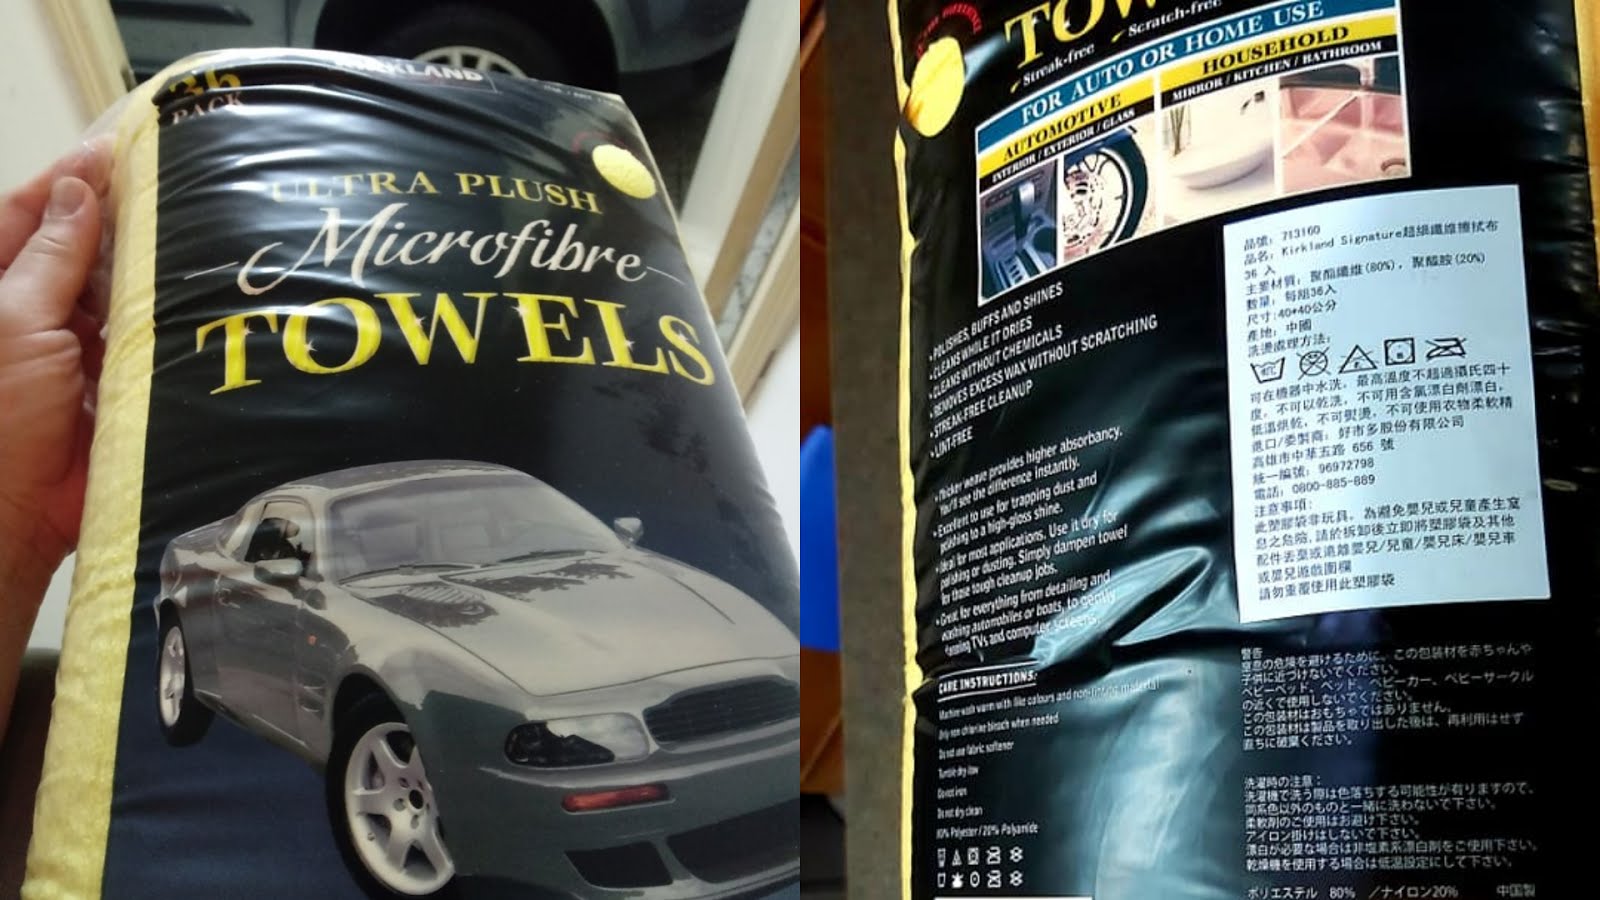 36
PACK
KIRKLAND
ULTRA PLUSH
Microfibre
TOWELS
TOW
Streak-free
Scratch-free
FOR AUTO OR HOME USE
AUTOMOTIVE
INTERIOR / EXTERIOR / GLASS
HOUSEHOLD
MIRROR / KITCHEN / BATHROOM
• POLISHES, BUFFS AND SHINES
• CLEANS WHILE IT DRIES
• CLEANS WITHOUT CHEMICALS
• REMOVES EXCESS WAX WITHOUT SCRATCHING
• STREAK-FREE CLEANUP
• LINT-FREE
• Thicker weave provides higher absorbancy.
You'll see the difference instantly.
• Excellent to use for trapping dust and
polishing to a high-gloss shine.
• Ideal for most applications. Use it dry for
polishing or dusting. Simply dampen towel
for those tough cleanup jobs.
• Great for everything from detailing and
washing automobiles or boats, to gently
cleaning TVs and computer screens.
CARE INSTRUCTIONS:
Machine wash warm with like colours and non-linting material
Only non chlorine bleach when needed
Do not use fabric softener
Tumble dry low
Do not iron
Do not dry clean
80% Polyester / 20% Polyamide
品號: 713160
品名: Kirkland Signature超細纖維擦拭布
36 入
主要材質: 聚酯纖維(80%), 聚醯胺(20%)
數量: 每組36入
尺寸:40*40公分
產地: 中國
洗燙處理方法:
可在機器中水洗, 最高溫度不超過攝氏四十
度, 不可以乾洗, 不可用含氯漂白劑漂白,
低溫烘乾, 不可熨燙, 不可使用衣物柔軟精
進口/委製商: 好市多股份有限公司
高雄市中華五路 656 號
統一編號: 96972798
電話: 0800-885-889
注意事項:
此塑膠袋非玩具, 為避免嬰兒或兒童產生窒
息之危險,請於拆卸後立即將塑膠袋及其他
配件丟棄或遠離嬰兒/兒童/嬰兒床/嬰兒車
或嬰兒遊戲圍欄
請勿重覆使用此塑膠袋
警告
窒息の危険を避けるために、この包装材を赤ちゃんや
子供に近づけないでください。
ベビーベッド、ベッド、ベビーカー、ベビーサークル
の近くで使用しないでください。
この包装材はおもちゃではありません。
この包装材は製品を取り出した後は、再利用はせず
直ちに破棄ください。
洗濯時の注意：
洗濯機で洗う際は色落ちする可能性が有りますので、
同系色以外のものと一緒に洗わないで下さい。
柔軟剤のご使用はお避け下さい。
アイロン掛けはしないで下さい。
漂白が必要な場合は非塩素系漂白剤をご使用下さい。
乾燥機を使用する場合は低温設定にして下さい。
ポリエステル 80% ／ナイロン20% 中国製